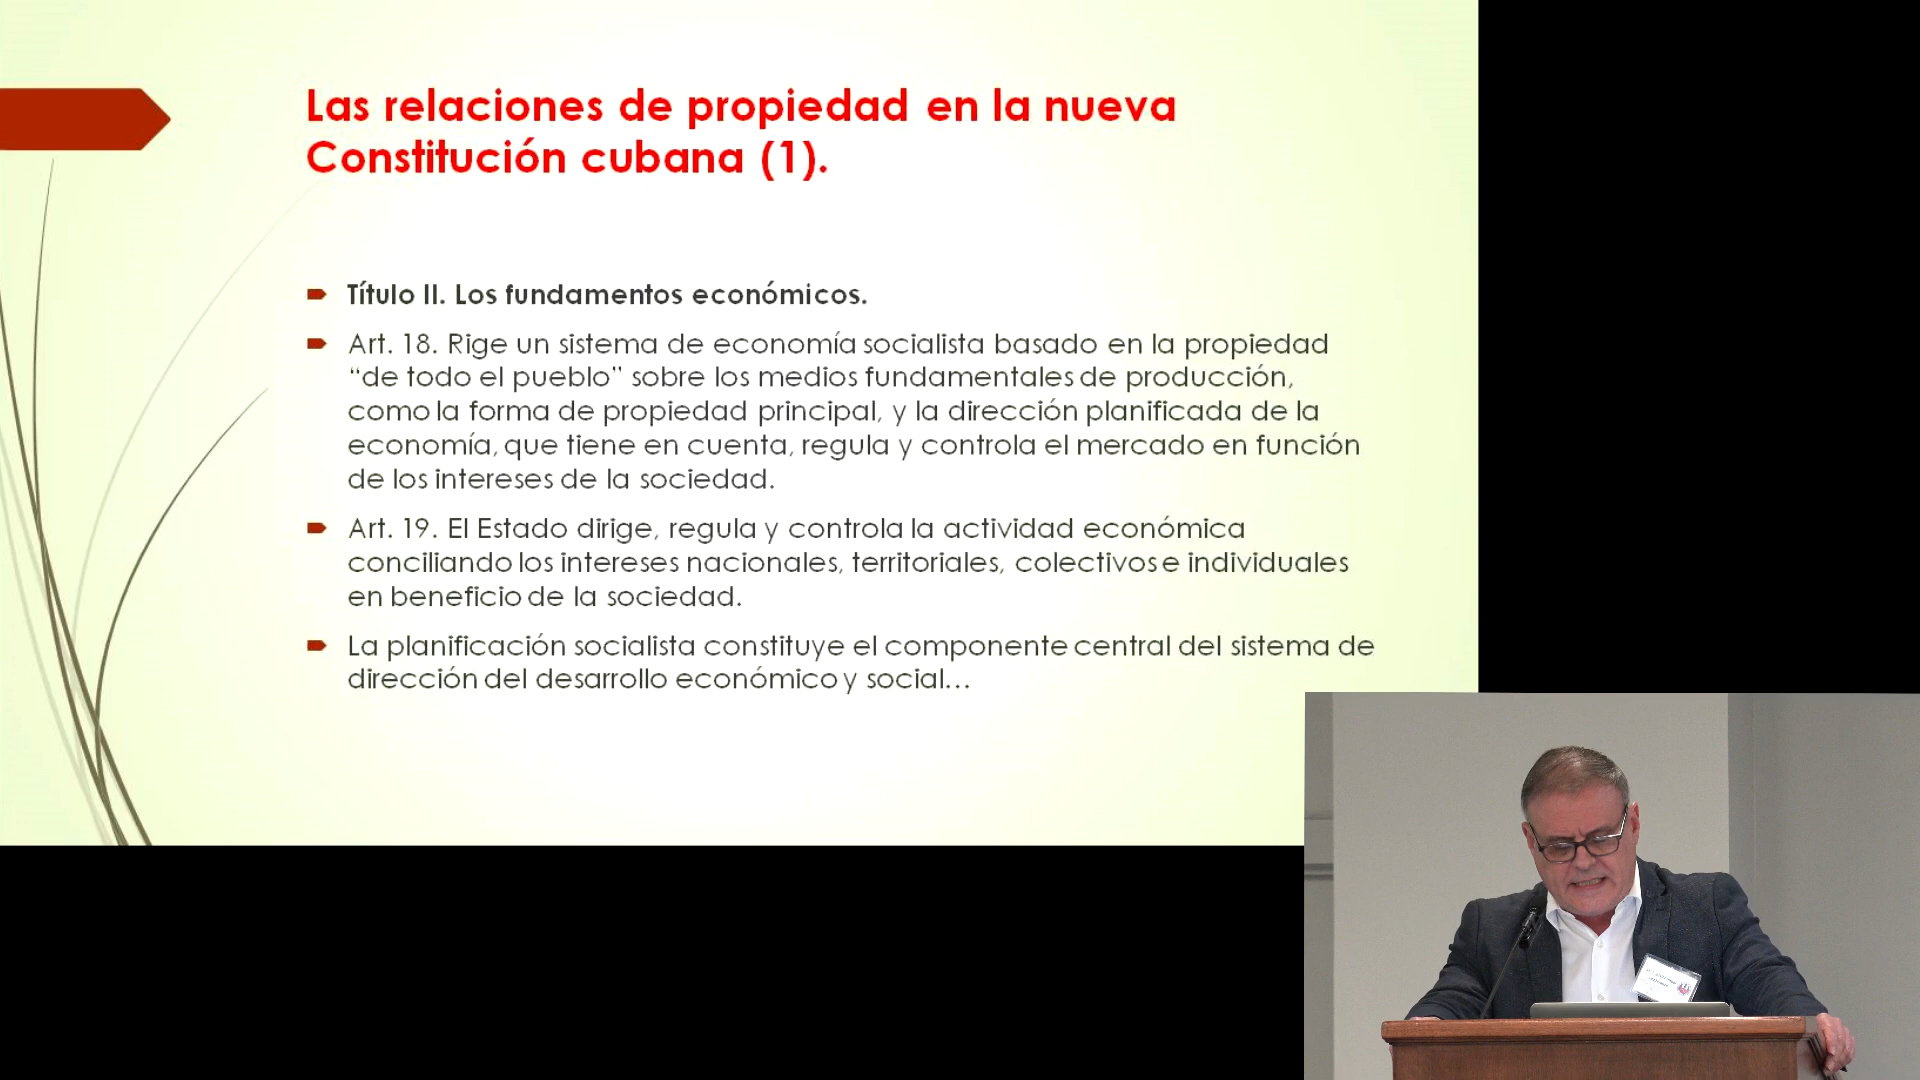 Las relaciones de propiedad en la nueva
Constitución cubana (1).
Título II. Los fundamentos económicos.
Art. 18. Rige un sistema de economía socialista basado en la propiedad
“de todo el pueblo” sobre los medios fundamentales de producción,
como la forma de propiedad principal, y la dirección planificada de la
economía, que tiene en cuenta, regula y controla el mercado en función
de los intereses de la sociedad.
Art. 19. El Estado dirige, regula y controla la actividad económica
conciliando los intereses nacionales, territoriales, colectivos e individuales
en beneficio de la sociedad.
La planificación socialista constituye el componente central del sistema de
dirección del desarrollo económico y social…